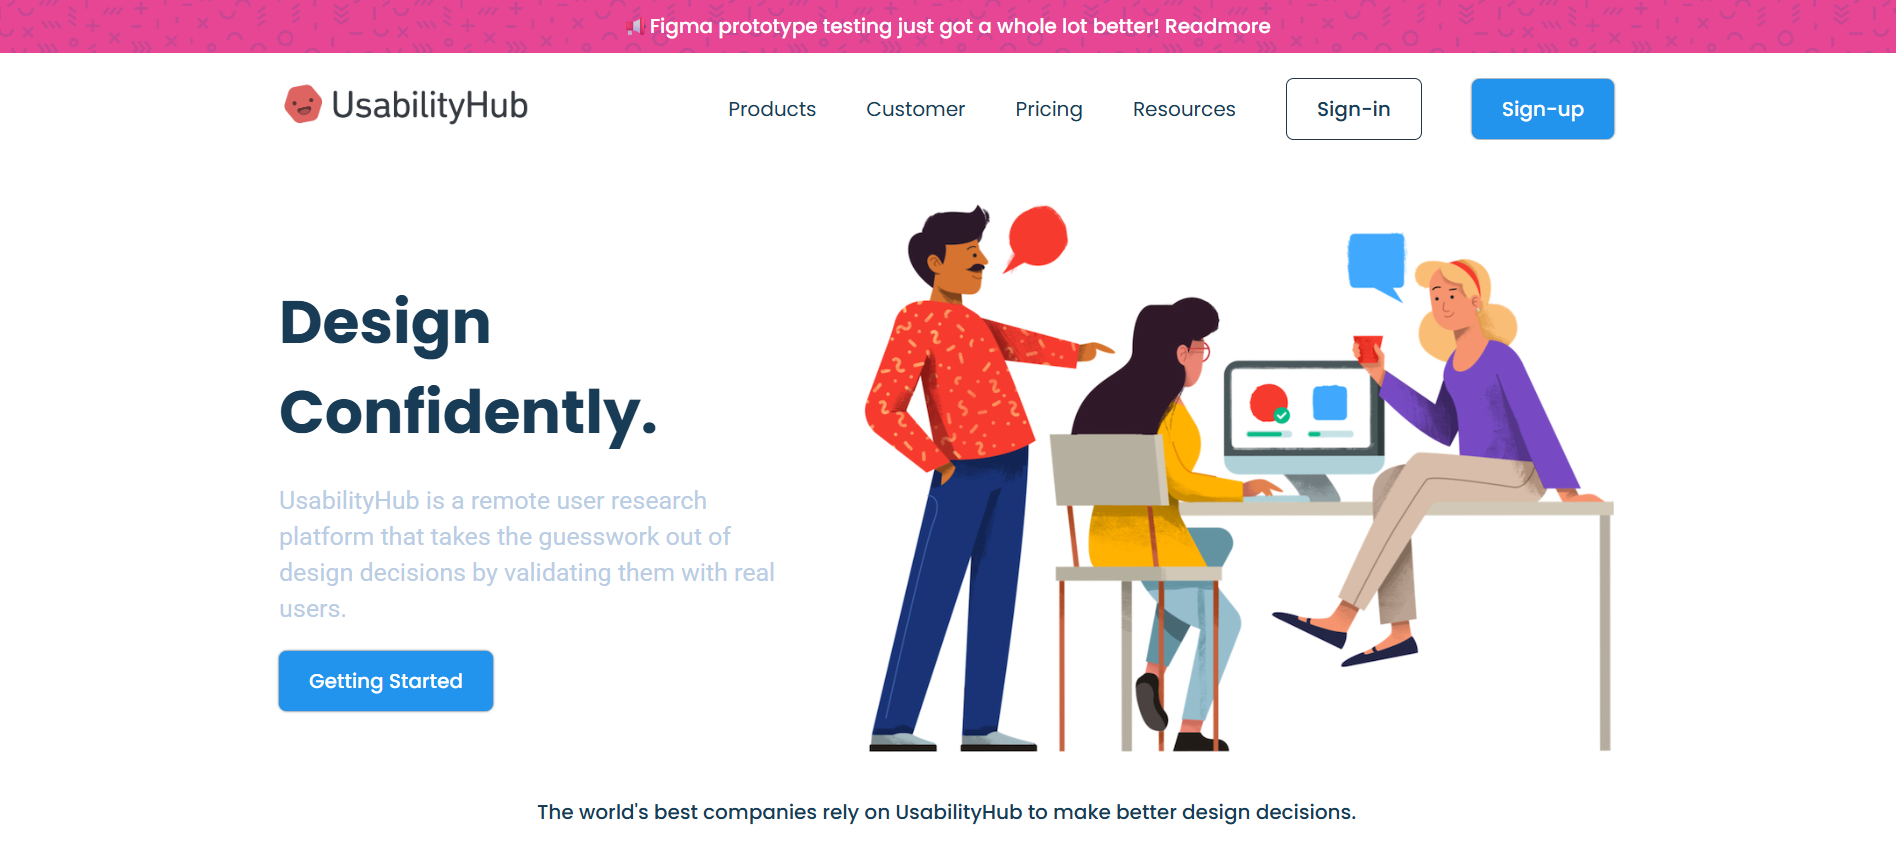 Figma prototype testing just got a whole lot better! Readmore
UsabilityHub
Products
Customer
Pricing
Resources
Sign-in
Sign-up
Design
Confidently.
UsabilityHub is a remote user research
platform that takes the guesswork out of
design decisions by validating them with real
users.
Getting Started
The world's best companies rely on UsabilityHub to make better design decisions.